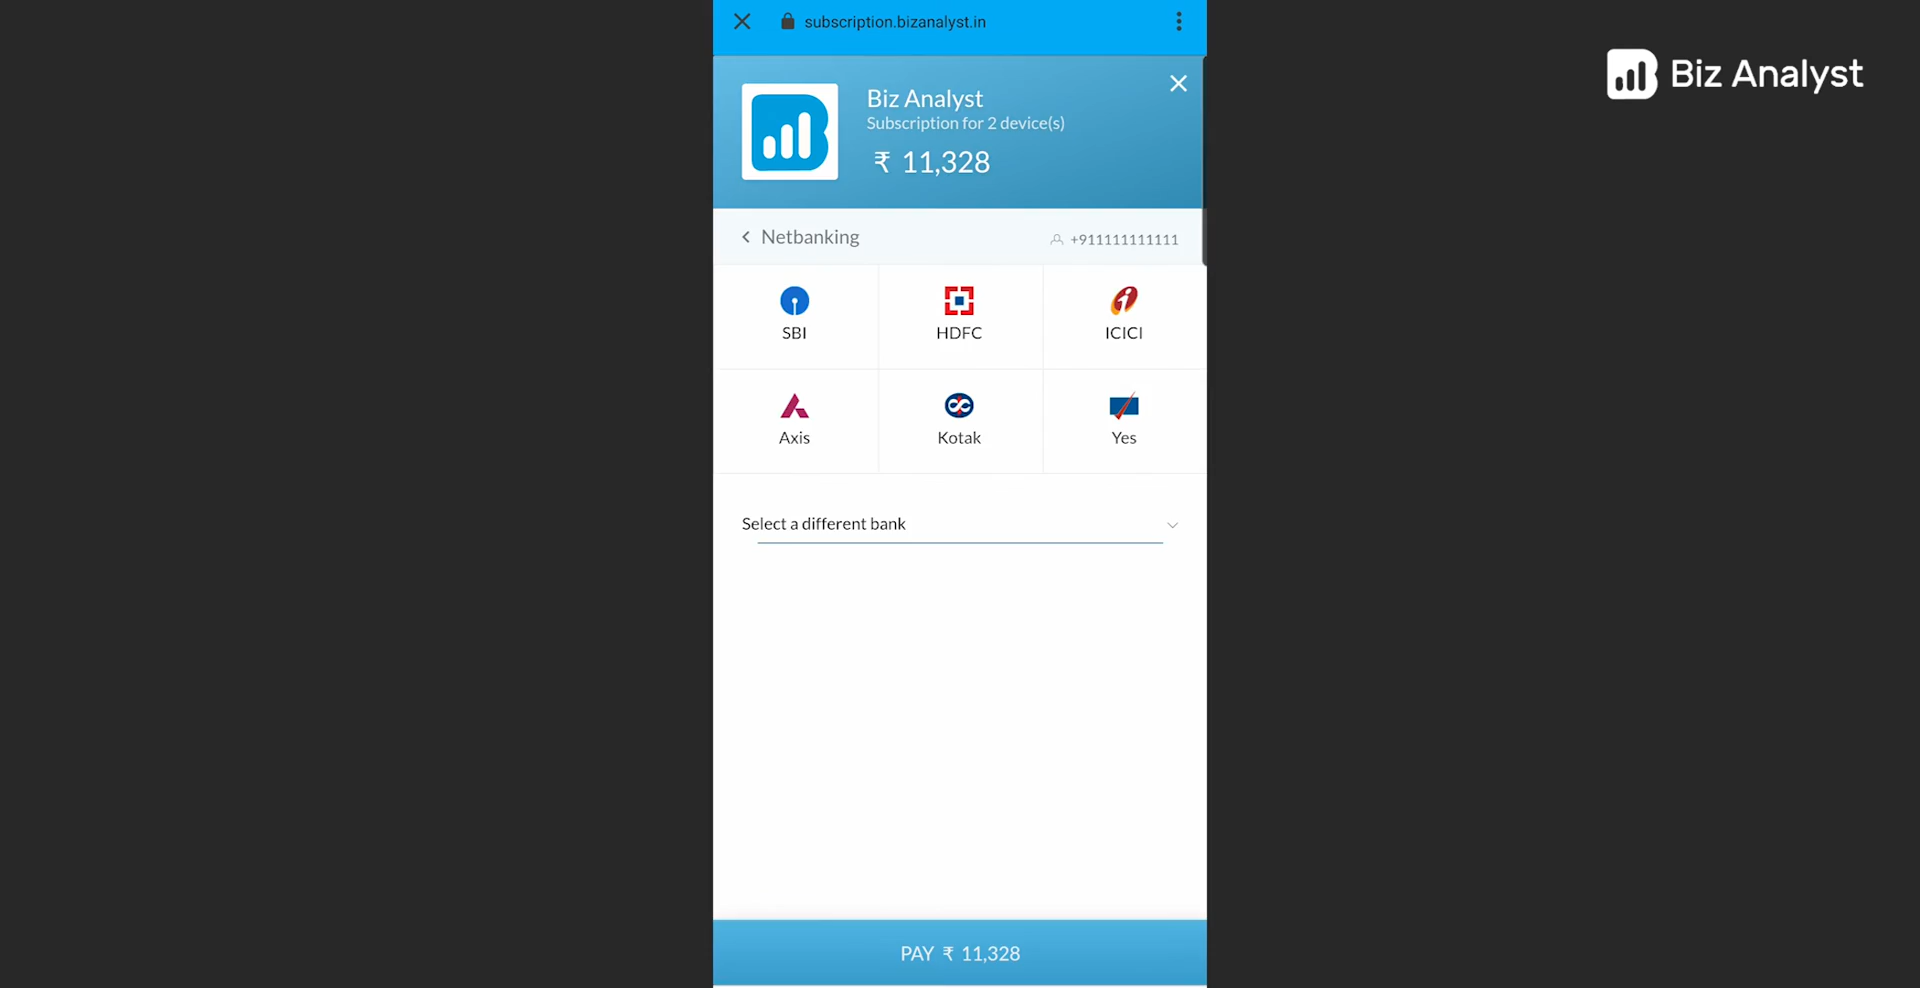 subscription.bizanalyst.in
Biz Analyst
Biz Analyst
Subscription for 2 device(s)
₹ 11,328
Netbanking
+911111111111
SBI
HDFC
ICICI
Axis
Kotak
Yes
Select a different bank
PAY ₹ 11,328